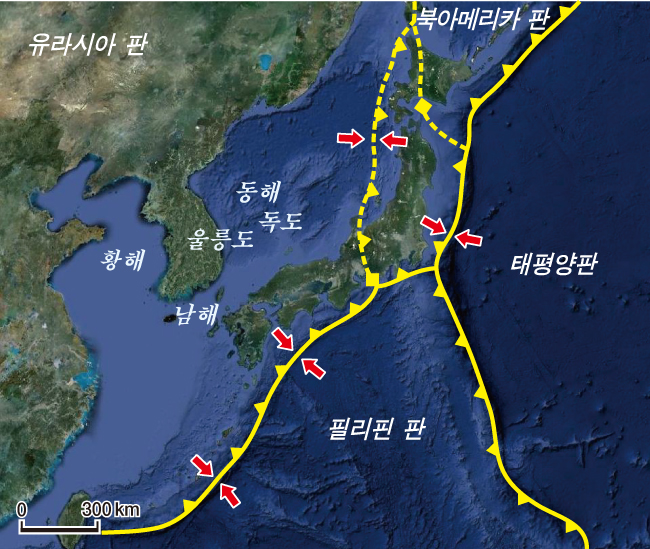 북아메리카 판
유라시아 판
동해
독도
울릉도
황해
태평양판
남해
필리핀 판
0 300 km